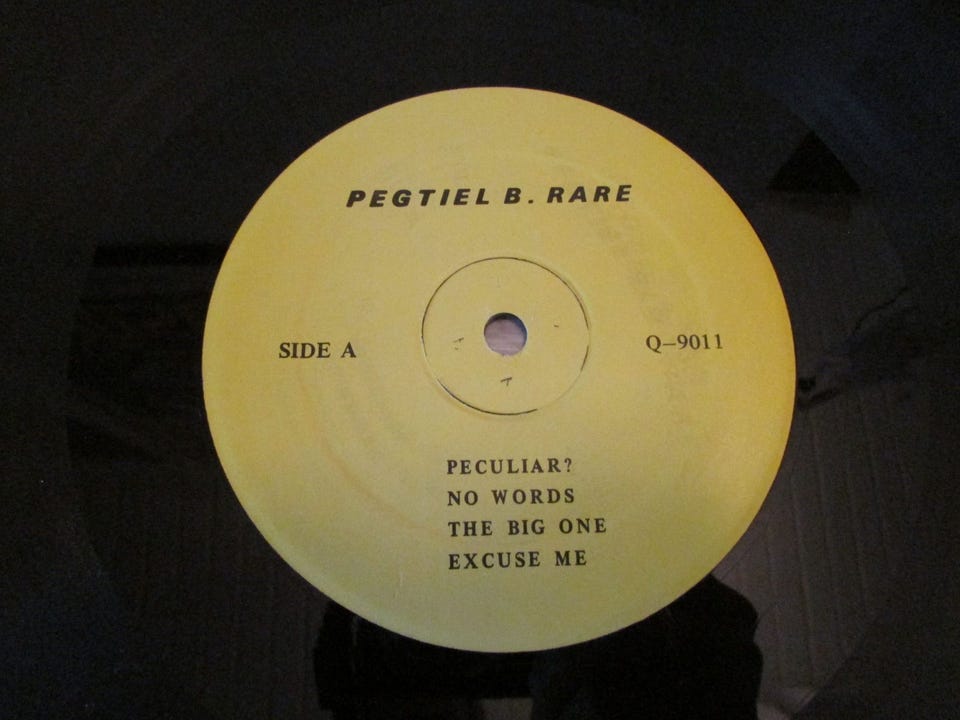 PEGTIEL B. RARE
SIDE A
Q-9011
PECULIAR?
NO WORDS
THE BIG ONE
EXCUSE ME